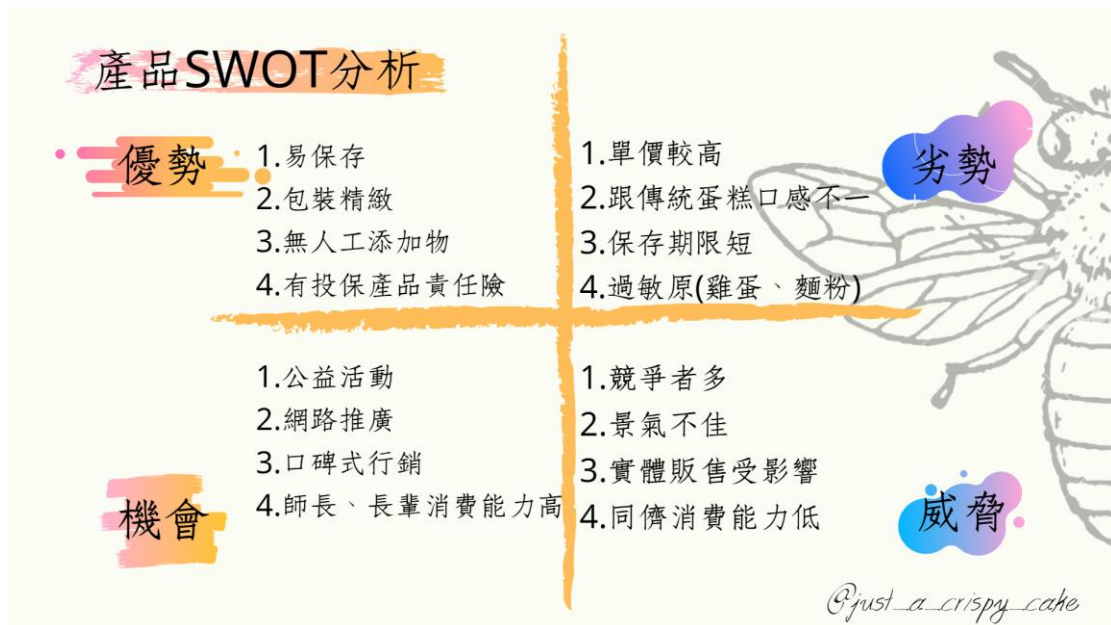 產品SWOT分析
優勢
1.易保存
2.包裝精緻
3.無人工添加物
4.有投保產品責任險
劣勢
1.單價較高
2.跟傳統蛋糕口感不一
3.保存期限短
4.過敏原(雞蛋、麵粉)
機會
1.公益活動
2.網路推廣
3.口碑式行銷
4.師長、長輩消費能力高
威脅
1.競爭者多
2.景氣不佳
3.實體販售受影響
4.同儕消費能力低
@just_a_crispy_cake